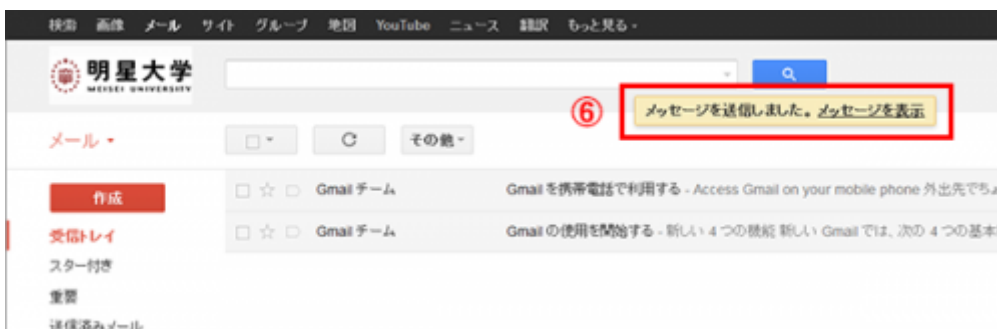 検索 画像 メール サイト グループ 地図 YouTube ニュース 翻訳 もっと見る
明星大学
MEISEI UNIVERSITY
⑥
メッセージを送信しました。メッセージを表示
メール
その他
作成
Gmail チーム Gmail を携帯電話で利用する - Access Gmail on your mobile phone 外出先でちょ
受信トレイ
Gmail チーム Gmail の使用を開始する - 新しい 4 つの機能 新しい Gmail では、次の 4 つの基本
スター付き
重要
送信済みメール